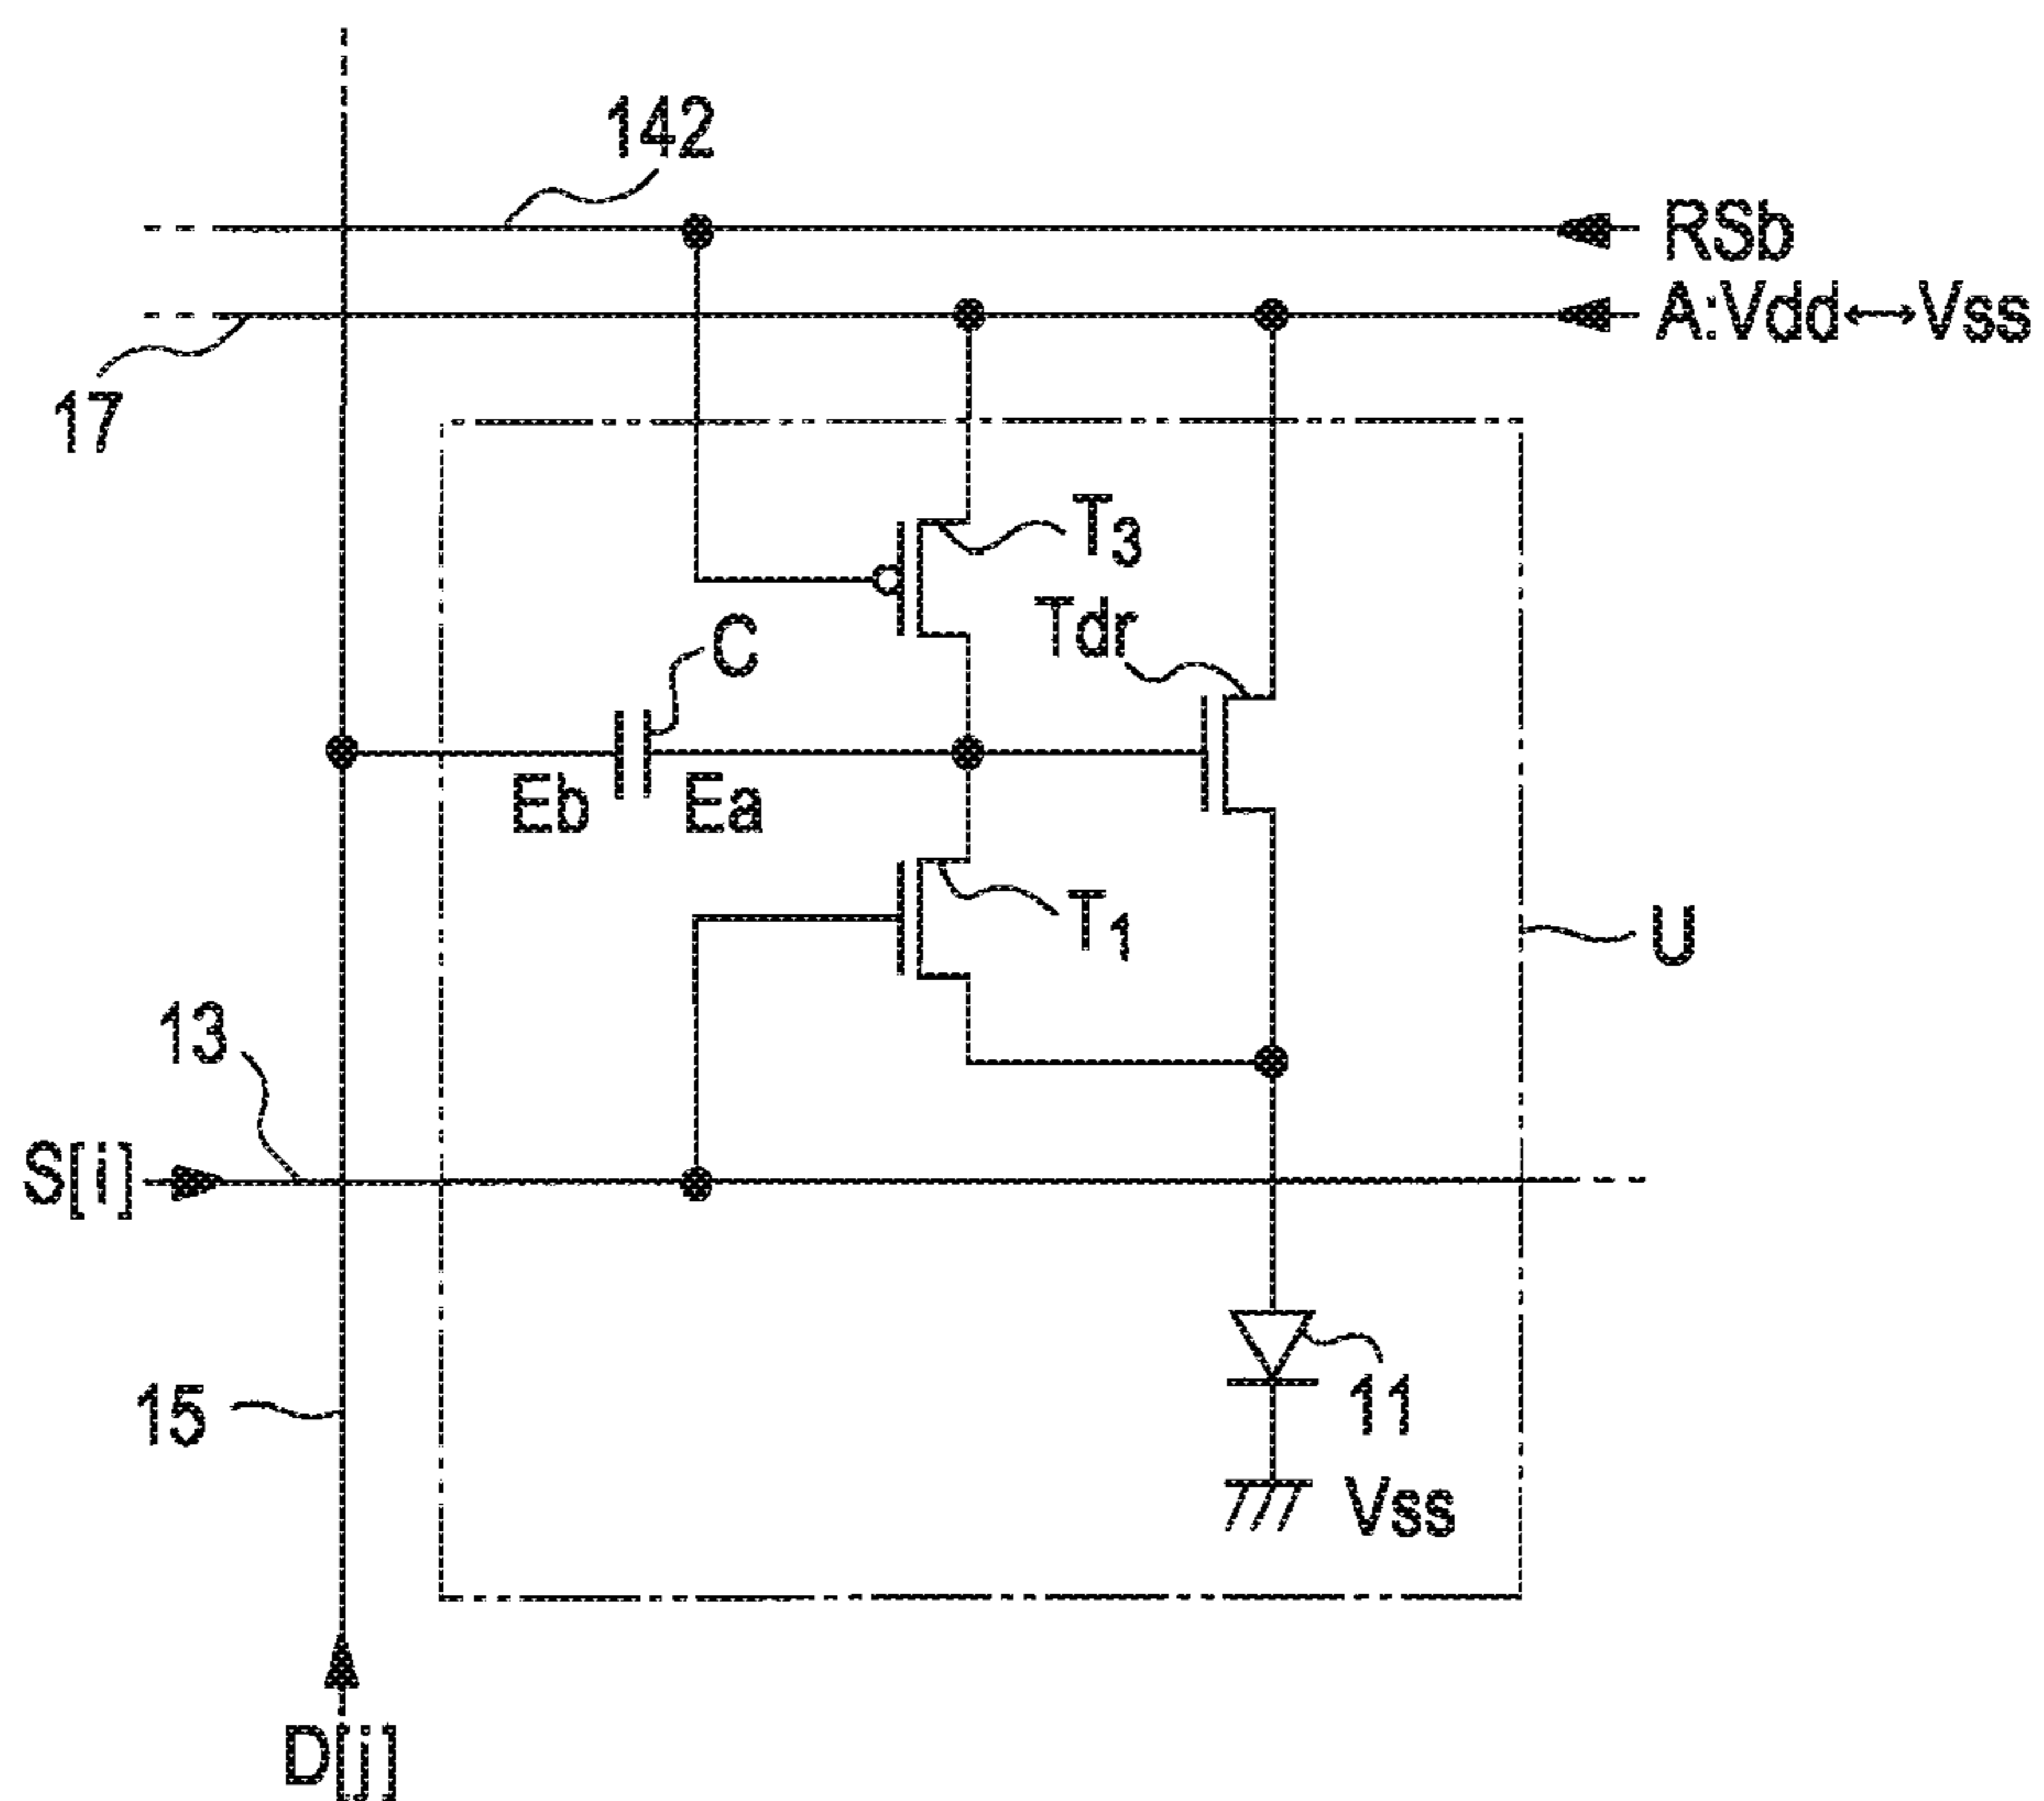 142
RSb
A:Vdd↔Vss
17
T3
Tdr
C
Eb
Ea
T1
U
13
S[i]
15
11
Vss
D[j]